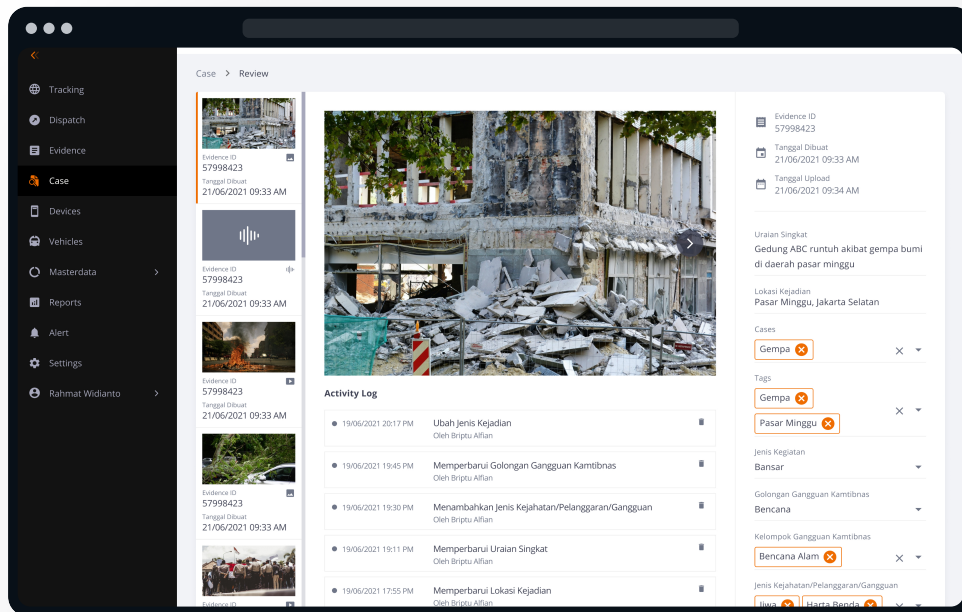 Tracking
Dispatch
Evidence
Case
Devices
Vehicles
Masterdata
Reports
Alert
Settings
Rahmat Widianto
Case > Review
Evidence ID
57998423
Tanggal Dibuat
21/06/2021 09:33 AM
Evidence ID
57998423
Tanggal Dibuat
21/06/2021 09:33 AM
Evidence ID
57998423
Tanggal Dibuat
21/06/2021 09:33 AM
Evidence ID
57998423
Tanggal Dibuat
21/06/2021 09:33 AM
Evidence ID
Activity Log
19/06/2021 20:17 PM Ubah Jenis Kejadian
Oleh Briptu Alfian
19/06/2021 19:45 PM Memperbarui Golongan Gangguan Kamtibnas
Oleh Briptu Alfian
19/06/2021 19:30 PM Menambahkan Jenis Kejahatan/Pelanggaran/Gangguan
Oleh Briptu Alfian
19/06/2021 19:11 PM Memperbarui Uraian Singkat
Oleh Briptu Alfian
19/06/2021 17:55 PM Memperbarui Lokasi Kejadian
Oleh Briptu Alfian
Evidence ID
57998423
Tanggal Dibuat
21/06/2021 09:33 AM
Tanggal Upload
21/06/2021 09:34 AM
Uraian Singkat
Gedung ABC runtuh akibat gempa bumi
di daerah pasar minggu
Lokasi Kejadian
Pasar Minggu, Jakarta Selatan
Cases
Gempa
Tags
Gempa
Pasar Minggu
Jenis Kegiatan
Bansar
Golongan Gangguan Kamtibnas
Bencana
Kelompok Gangguan Kamtibnas
Bencana Alam
Jenis Kejahatan/Pelanggaran/Gangguan
Jiwa Harta Benda